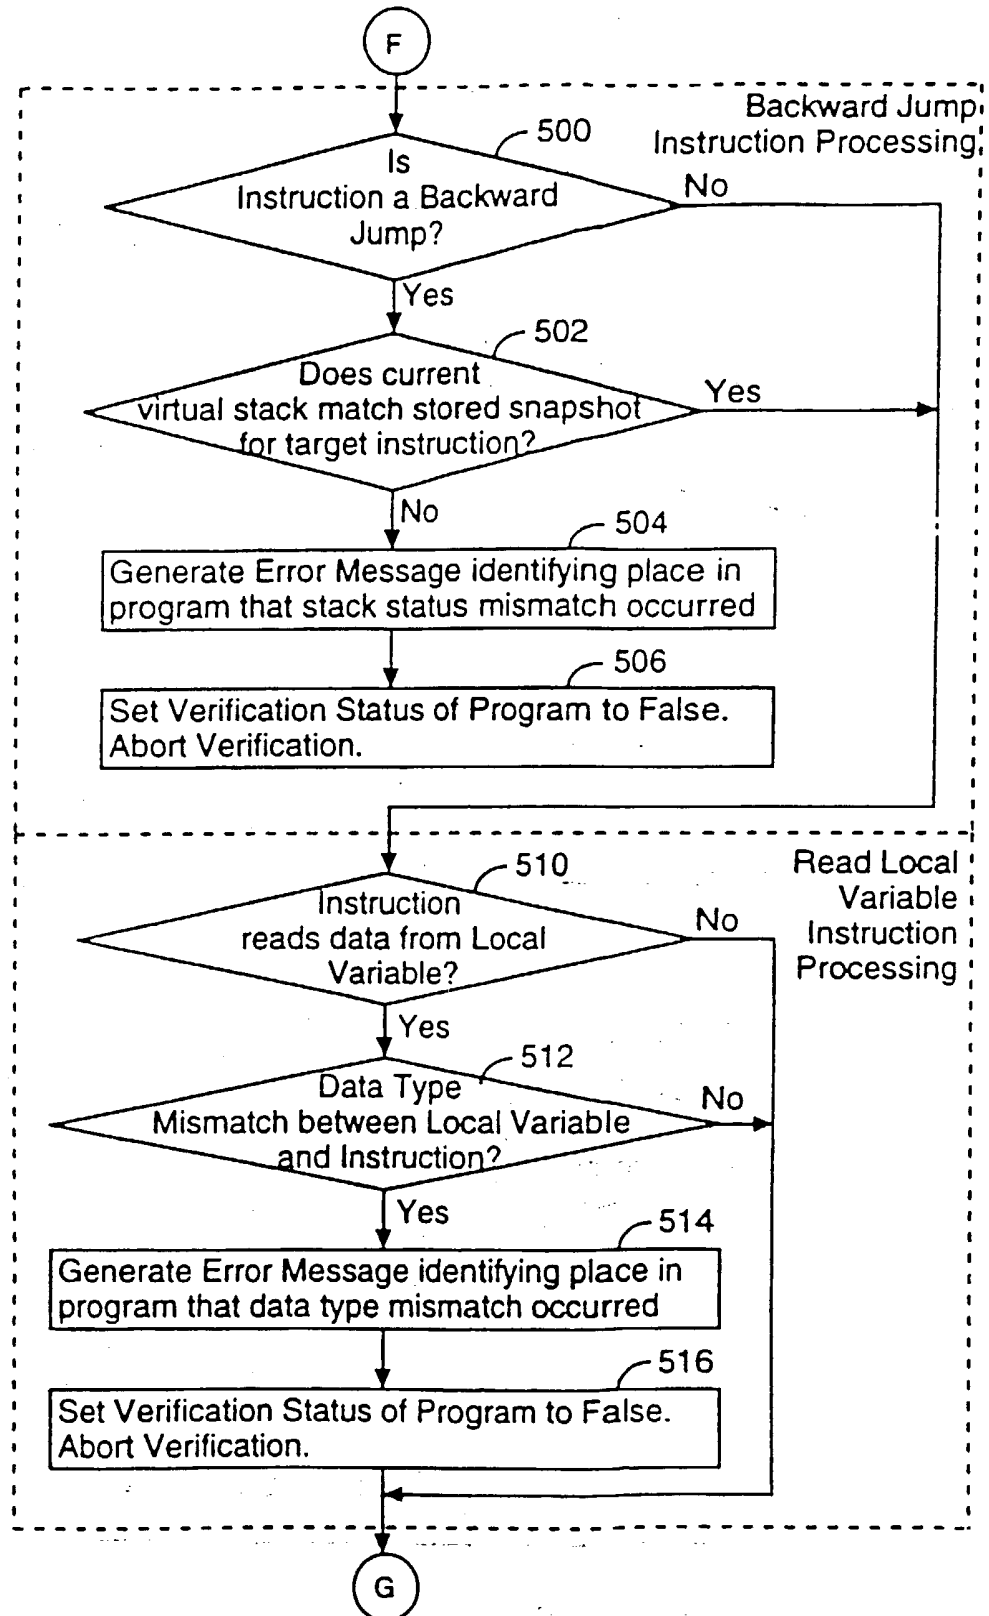 F
Backward Jump
Instruction Processing
500
Is
Instruction a Backward
Jump?
No
Yes
502
Does current
virtual stack match stored snapshot
for target instruction?
Yes
No
504
Generate Error Message identifying place in
program that stack status mismatch occurred
506
Set Verification Status of Program to False.
Abort Verification.
510
Instruction
reads data from Local
Variable?
No
Read Local
Variable
Instruction
Processing
Yes
512
Data Type
Mismatch between Local Variable
and Instruction?
No
Yes
514
Generate Error Message identifying place in
program that data type mismatch occurred
516
Set Verification Status of Program to False.
Abort Verification.
G